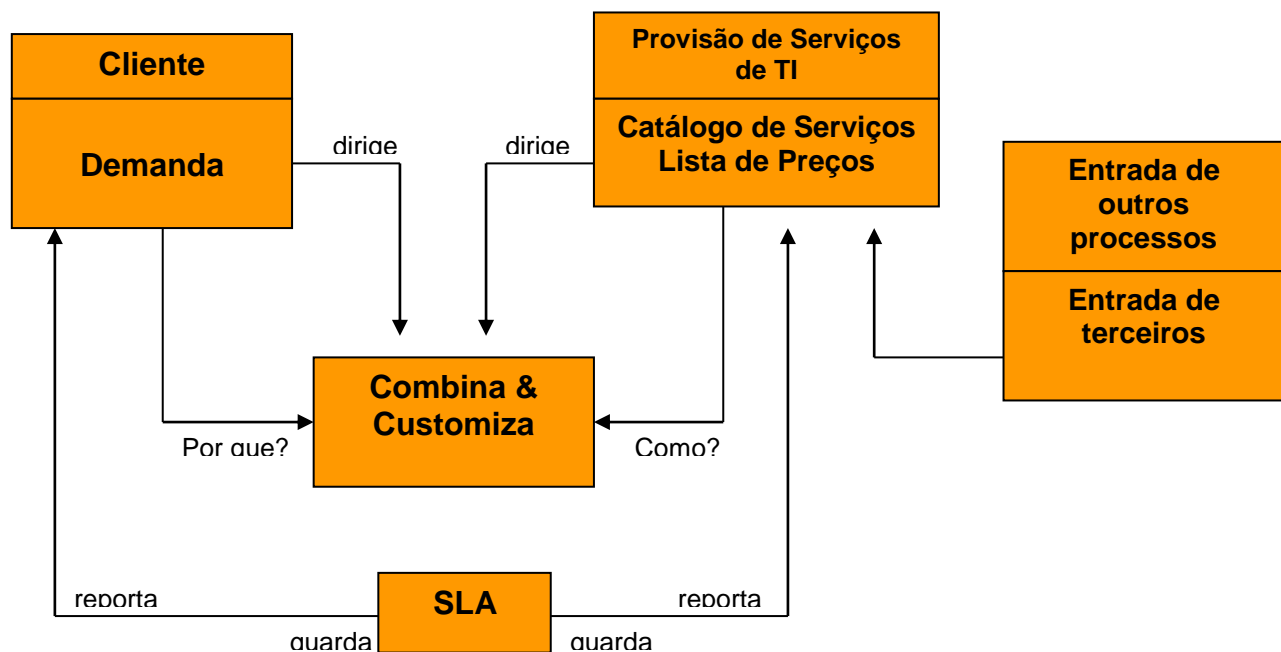 Cliente
Demanda
dirige
dirige
Provisão de Serviços
de TI
Catálogo de Serviços
Lista de Preços
Entrada de
outros
processos
Entrada de
terceiros
Combina &
Customiza
Por que?
Como?
reporta
SLA
reporta
guarda
guarda